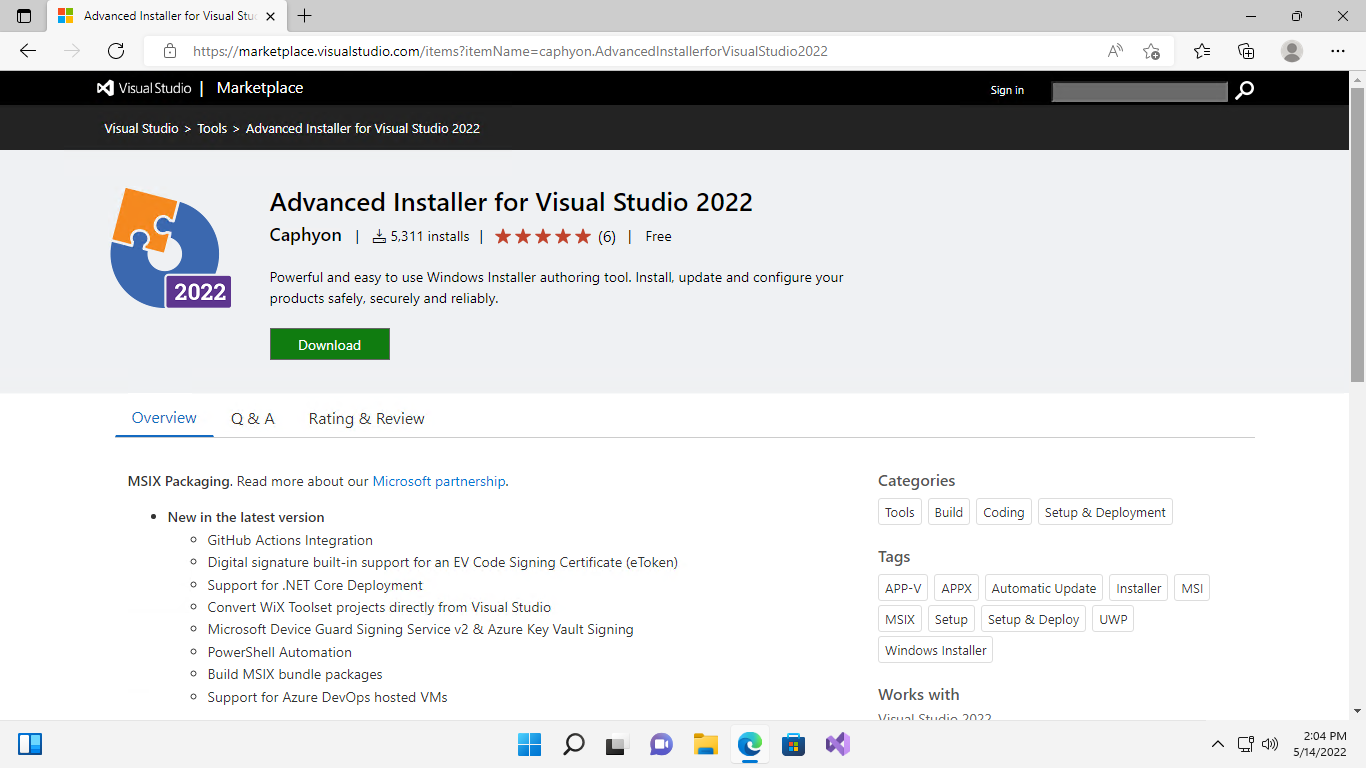 Advanced Installer for Visual Stu
https://marketplace.visualstudio.com/items?itemName=caphyon.AdvancedInstallerforVisualStudio2022
Visual Studio | Marketplace
Sign in
Visual Studio > Tools > Advanced Installer for Visual Studio 2022
2022
Advanced Installer for Visual Studio 2022
Caphyon | 5,311 installs | (6) | Free
Powerful and easy to use Windows Installer authoring tool. Install, update and configure your
products safely, securely and reliably.
Download
Overview Q & A Rating & Review
MSIX Packaging. Read more about our Microsoft partnership.
• New in the latest version
◦ GitHub Actions Integration
◦ Digital signature built-in support for an EV Code Signing Certificate (eToken)
◦ Support for .NET Core Deployment
◦ Convert WiX Toolset projects directly from Visual Studio
◦ Microsoft Device Guard Signing Service v2 & Azure Key Vault Signing
◦ PowerShell Automation
◦ Build MSIX bundle packages
◦ Support for Azure DevOps hosted VMs
Categories
Tools Build Coding Setup & Deployment
Tags
APP-V APPX Automatic Update Installer MSI
MSIX Setup Setup & Deploy UWP
Windows Installer
Works with
Visual Studio 2022
2:04 PM
5/14/2022